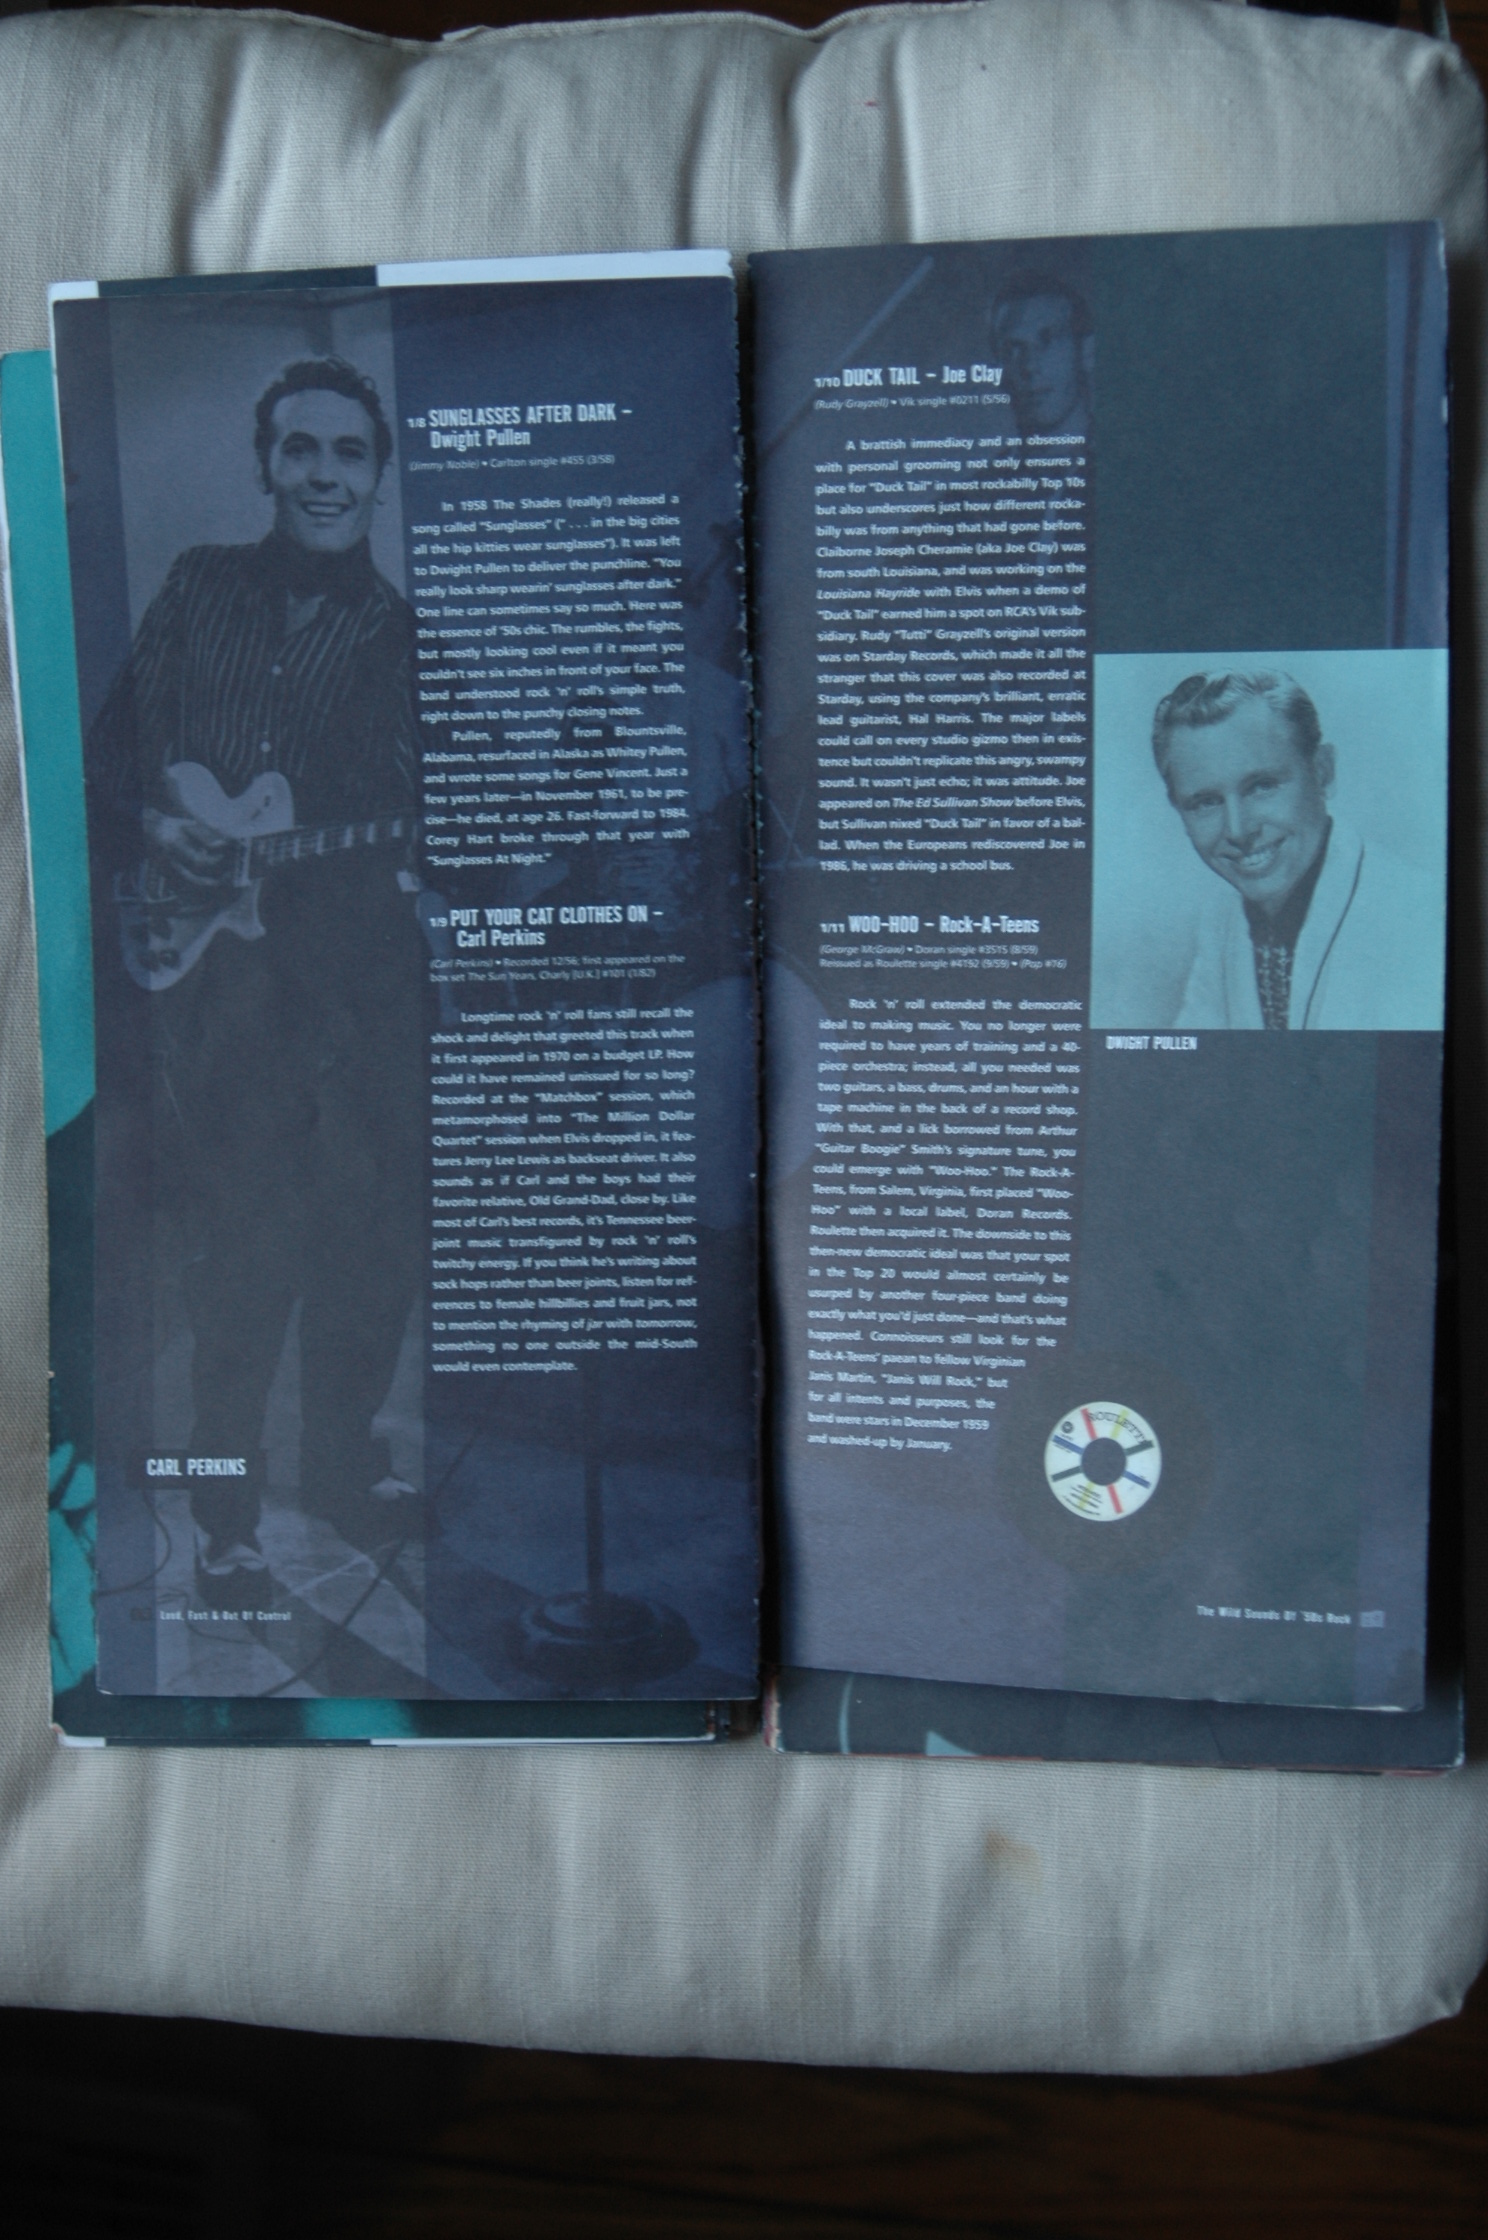 1/8 SUNGLASSES AFTER DARK –
Dwight Pullen
(Jimmy Noble) • Carlton single #455 (3/58)
In 1958 The Shades (really!) released a
song called "Sunglasses" (" . . . in the big cities
all the hip kitties wear sunglasses"). It was left
to Dwight Pullen to deliver the punchline. "You
really look sharp wearin' sunglasses after dark."
One line can sometimes say so much. Here was
the essence of '50s chic. The rumbles, the fights,
but mostly looking cool even if it meant you
couldn't see six inches in front of your face. The
band understood rock 'n' roll's simple truth,
right down to the punchy closing notes.
Pullen, reputedly from Blountsville,
Alabama, resurfaced in Alaska as Whitey Pullen,
and wrote some songs for Gene Vincent. Just a
few years later—in November 1961, to be pre-
cise—he died, at age 26. Fast-forward to 1984.
Corey Hart broke through that year with
"Sunglasses At Night."
1/9 PUT YOUR CAT CLOTHES ON –
Carl Perkins
(Carl Perkins) • Recorded 12/56; first appeared on the
box set The Sun Years, Charly [U.K.] #101 (1/82)
Longtime rock 'n' roll fans still recall the
shock and delight that greeted this track when
it first appeared in 1970 on a budget LP. How
could it have remained unissued for so long?
Recorded at the "Matchbox" session, which
metamorphosed into "The Million Dollar
Quartet" session when Elvis dropped in, it fea-
tures Jerry Lee Lewis as backseat driver. It also
sounds as if Carl and the boys had their
favorite relative, Old Grand-Dad, close by. Like
most of Carl's best records, it's Tennessee beer-
joint music transfigured by rock 'n' roll's
twitchy energy. If you think he's writing about
sock hops rather than beer joints, listen for ref-
erences to female hillbillies and fruit jars, not
to mention the rhyming of jar with tomorrow,
something no one outside the mid-South
would even contemplate.
CARL PERKINS
Loud, Fast & Out Of Control
1/10 DUCK TAIL – Joe Clay
(Rudy Grayzell) • Vik single #0211 (5/56)
A brattish immediacy and an obsession
with personal grooming not only ensures a
place for "Duck Tail" in most rockabilly Top 10s
but also underscores just how different rocka-
billy was from anything that had gone before.
Claiborne Joseph Cheramie (aka Joe Clay) was
from south Louisiana, and was working on the
Louisiana Hayride with Elvis when a demo of
"Duck Tail" earned him a spot on RCA's Vik sub-
sidiary. Rudy "Tutti" Grayzell's original version
was on Starday Records, which made it all the
stranger that this cover was also recorded at
Starday, using the company's brilliant, erratic
lead guitarist, Hal Harris. The major labels
could call on every studio gizmo then in exis-
tence but couldn't replicate this angry, swampy
sound. It wasn't just echo; it was attitude. Joe
appeared on The Ed Sullivan Show before Elvis,
but Sullivan nixed "Duck Tail" in favor of a bal-
lad. When the Europeans rediscovered Joe in
1986, he was driving a school bus.
1/11 WOO-HOO – Rock-A-Teens
(George McGraw) • Doran single #3515 (8/59)
Reissued as Roulette single #4192 (9/59) • (Pop #16)
Rock 'n' roll extended the democratic
ideal to making music. You no longer were
required to have years of training and a 40-
piece orchestra; instead, all you needed was
two guitars, a bass, drums, and an hour with a
tape machine in the back of a record shop.
With that, and a lick borrowed from Arthur
"Guitar Boogie" Smith's signature tune, you
could emerge with "Woo-Hoo." The Rock-A-
Teens, from Salem, Virginia, first placed "Woo-
Hoo" with a local label, Doran Records.
Roulette then acquired it. The downside to this
then-new democratic ideal was that your spot
in the Top 20 would almost certainly be
usurped by another four-piece band doing
exactly what you'd just done—and that's what
happened. Connoisseurs still look for the
Rock-A-Teens' paean to fellow Virginian
Janis Martin, "Janis Will Rock," but
for all intents and purposes, the
band were stars in December 1959
and washed-up by January.
DWIGHT PULLEN
ROULETTE
The Wild Sounds Of '50s Rock